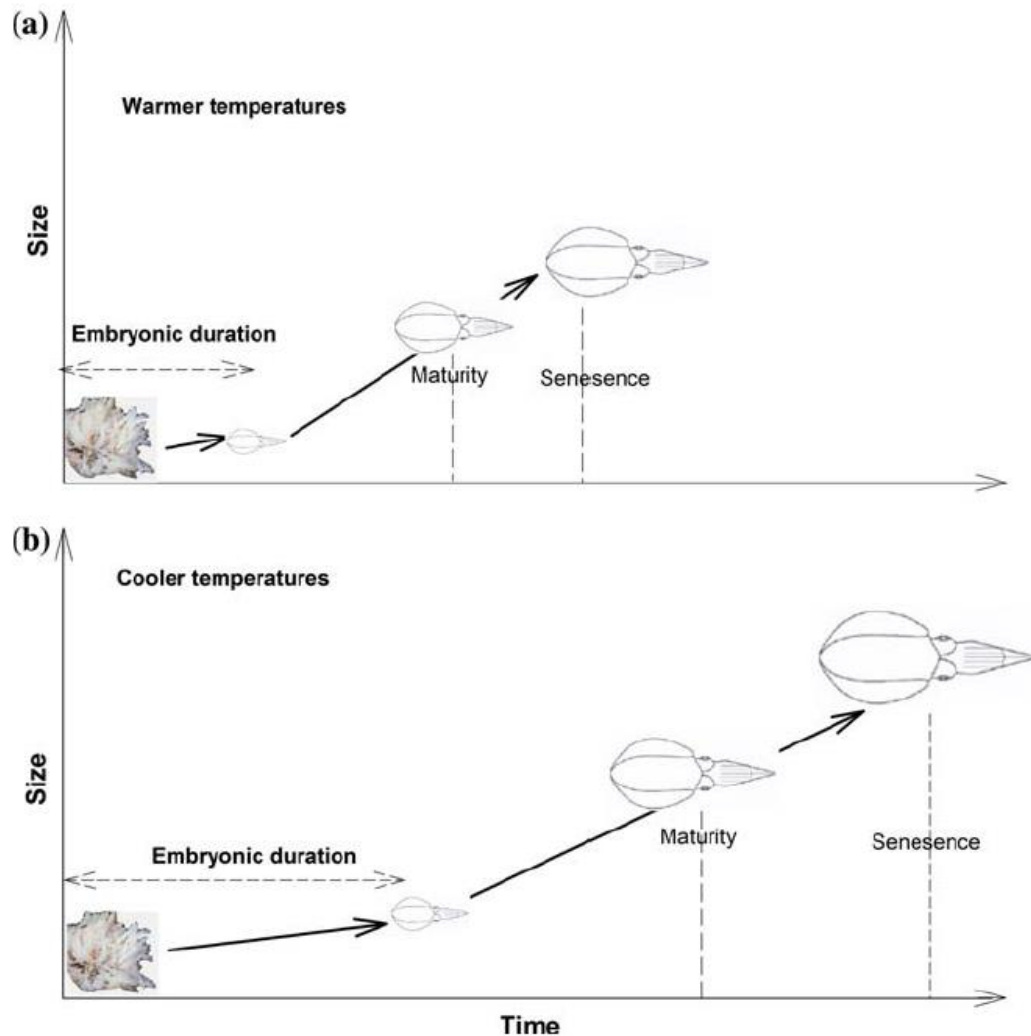 (a)
Warmer temperatures
Size
Embryonic duration
Maturity
Senesence
(b)
Cooler temperatures
Size
Embryonic duration
Maturity
Senesence
Time